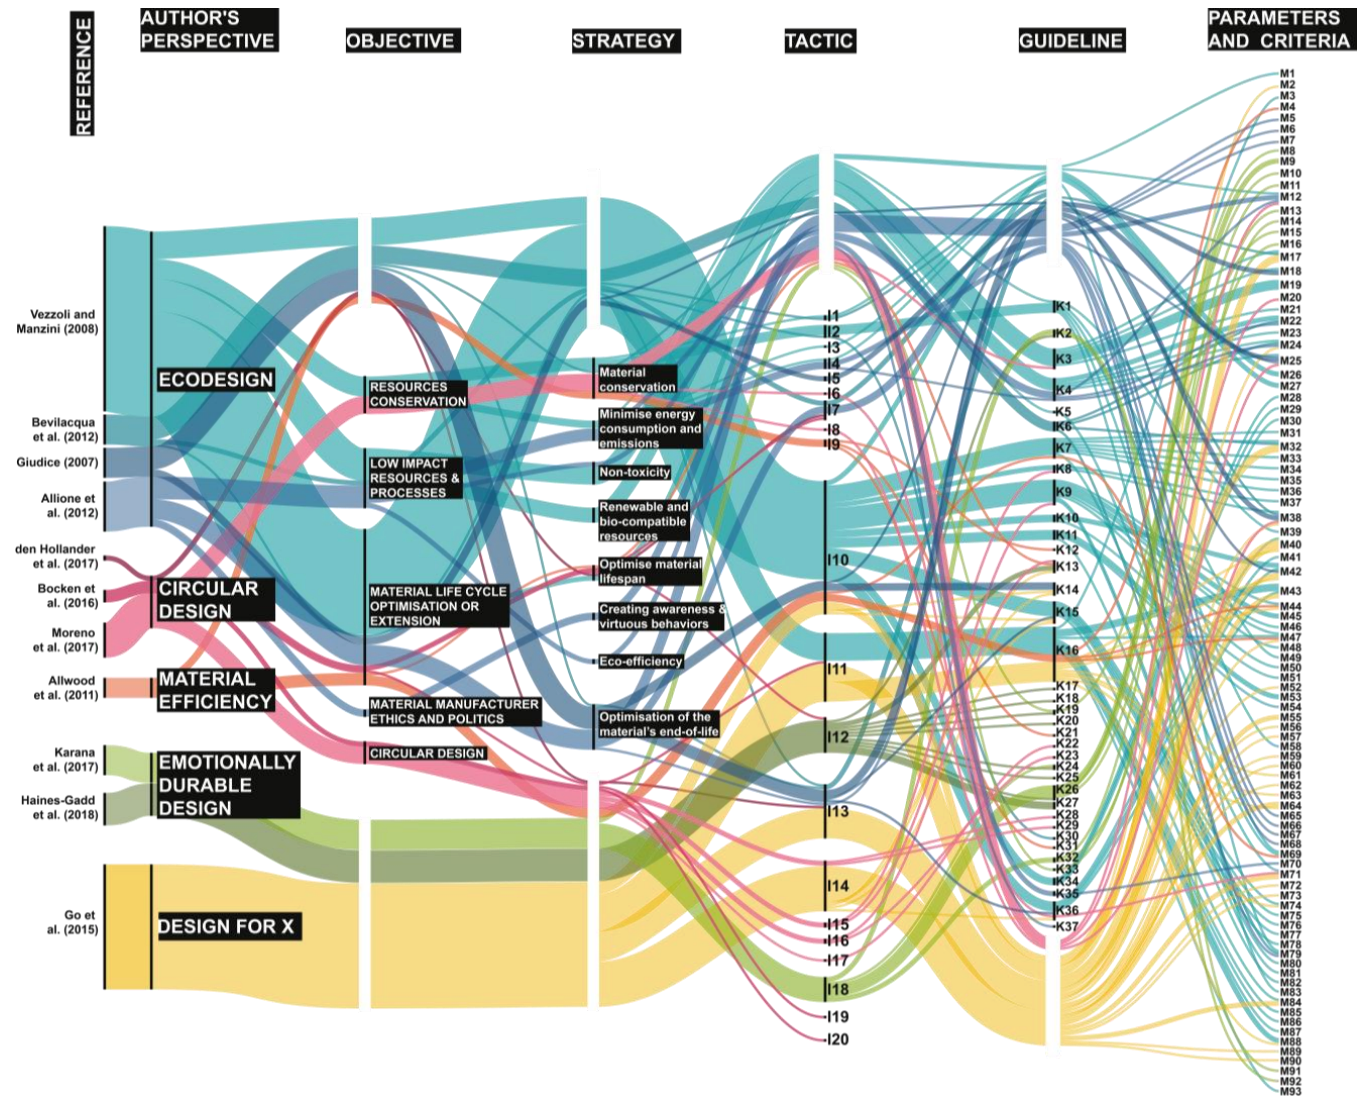 REFERENCE
AUTHOR'S
PERSPECTIVE
OBJECTIVE
STRATEGY
TACTIC
GUIDELINE
PARAMETERS
AND CRITERIA
Vezzoli and
Manzini (2008)
Bevilacqua
et al. (2012)
Giudice (2007)
Allione et
al. (2012)
den Hollander
et al. (2017)
Bocken et
al. (2016)
Moreno
et al. (2017)
Allwood
et al. (2011)
Karana
et al. (2017)
Haines-Gadd
et al. (2018)
Go et
al. (2015)
ECODESIGN
CIRCULAR
DESIGN
MATERIAL
EFFICIENCY
EMOTIONALLY
DURABLE
DESIGN
DESIGN FOR X
RESOURCES
CONSERVATION
LOW IMPACT
RESOURCES &
PROCESSES
MATERIAL LIFE CYCLE
OPTIMISATION OR
EXTENSION
MATERIAL MANUFACTURER
ETHICS AND POLITICS
CIRCULAR DESIGN
Material
conservation
Minimise energy
consumption and
emissions
Non-toxicity
Renewable and
bio-compatible
resources
Optimise material
lifespan
Creating awareness &
virtuous behaviors
Eco-efficiency
Optimisation of the
material's end-of-life
I1
I2
I3
I4
I5
I6
I7
I8
I9
I10
I11
I12
I13
I14
I15
I16
I17
I18
I19
I20
K1
K2
K3
K4
K5
K6
K7
K8
K9
K10
K11
K12
K13
K14
K15
K16
K17
K18
K19
K20
K21
K22
K23
K24
K25
K26
K27
K28
K29
K30
K31
K32
K33
K34
K35
K36
K37
M1
M2
M3
M4
M5
M6
M7
M8
M9
M10
M11
M12
M13
M14
M15
M16
M17
M18
M19
M20
M21
M22
M23
M24
M25
M26
M27
M28
M29
M30
M31
M32
M33
M34
M35
M36
M37
M38
M39
M40
M41
M42
M43
M44
M45
M46
M47
M48
M49
M50
M51
M52
M53
M54
M55
M56
M57
M58
M59
M60
M61
M62
M63
M64
M65
M66
M67
M68
M69
M70
M71
M72
M73
M74
M75
M76
M77
M78
M79
M80
M81
M82
M83
M84
M85
M86
M87
M88
M89
M90
M91
M92
M93